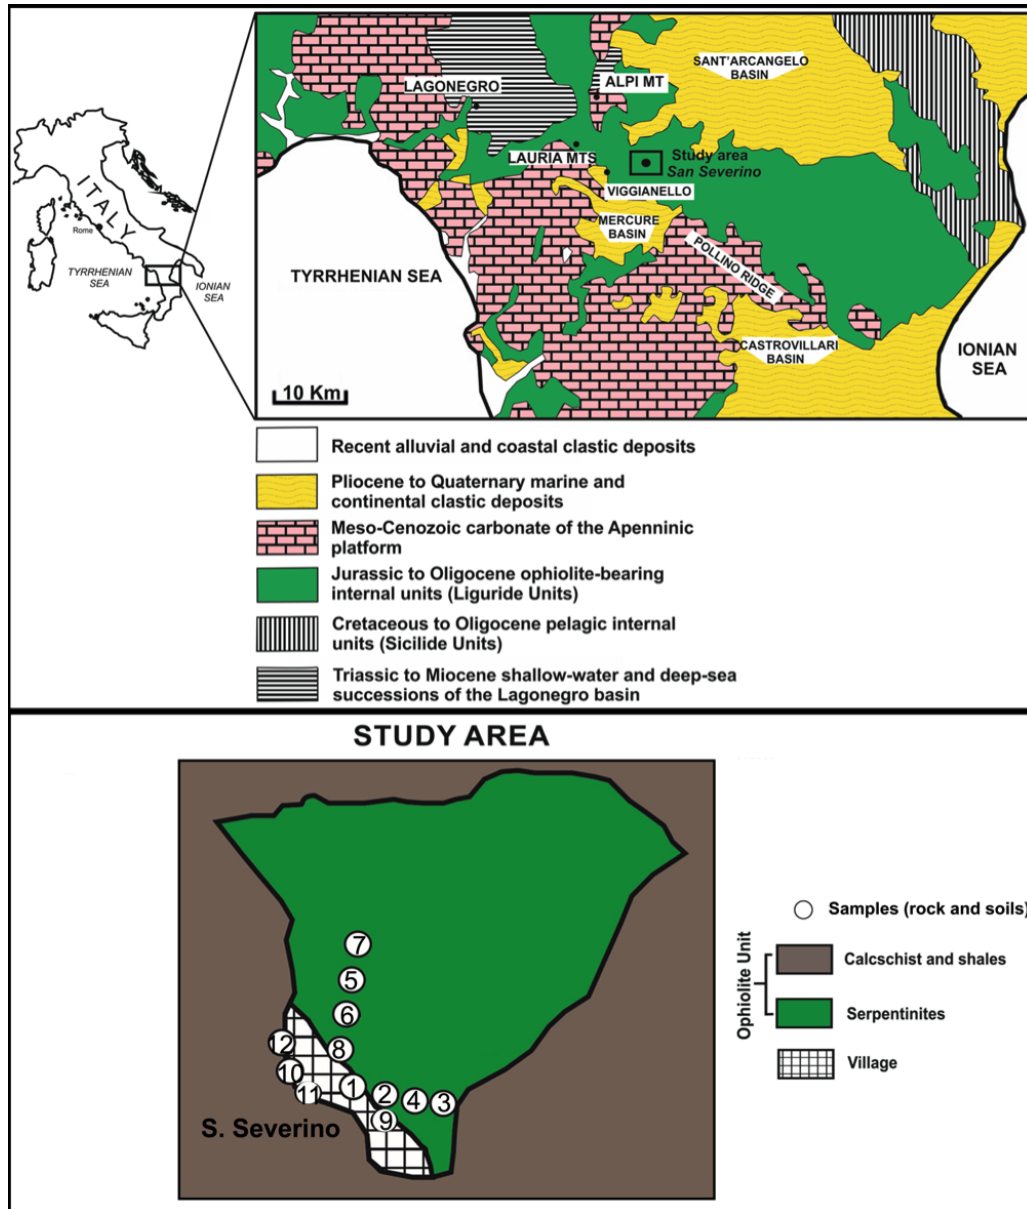 ITALY
Rome
TYRRHENIAN
SEA
IONIAN
SEA
SANT'ARCANGELO
BASIN
LAGONEGRO
ALPI MT
LAURIA MTS
Study area
San Severino
VIGGIANELLO
MERCURE
BASIN
POLLINO RIDGE
TYRRHENIAN SEA
CASTROVILLARI
BASIN
IONIAN
SEA
10 Km
Recent alluvial and coastal clastic deposits
Pliocene to Quaternary marine and
continental clastic deposits
Meso-Cenozoic carbonate of the Apenninic
platform
Jurassic to Oligocene ophiolite-bearing
internal units (Liguride Units)
Cretaceous to Oligocene pelagic internal
units (Sicilide Units)
Triassic to Miocene shallow-water and deep-sea
successions of the Lagonegro basin
STUDY AREA
7
5
6
8
12
10
11
1
2
4
3
9
S. Severino
Samples (rock and soils)
Ophiolite Unit
Calcschist and shales
Serpentinites
Village